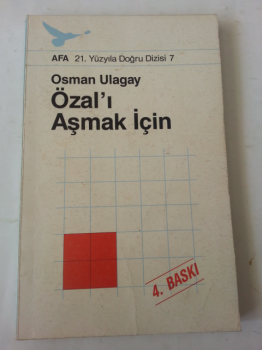 AFA 21. Yüzyıla Doğru Dizisi 7
Osman Ulagay
Özal'ı
Aşmak İçin
4. BASKI